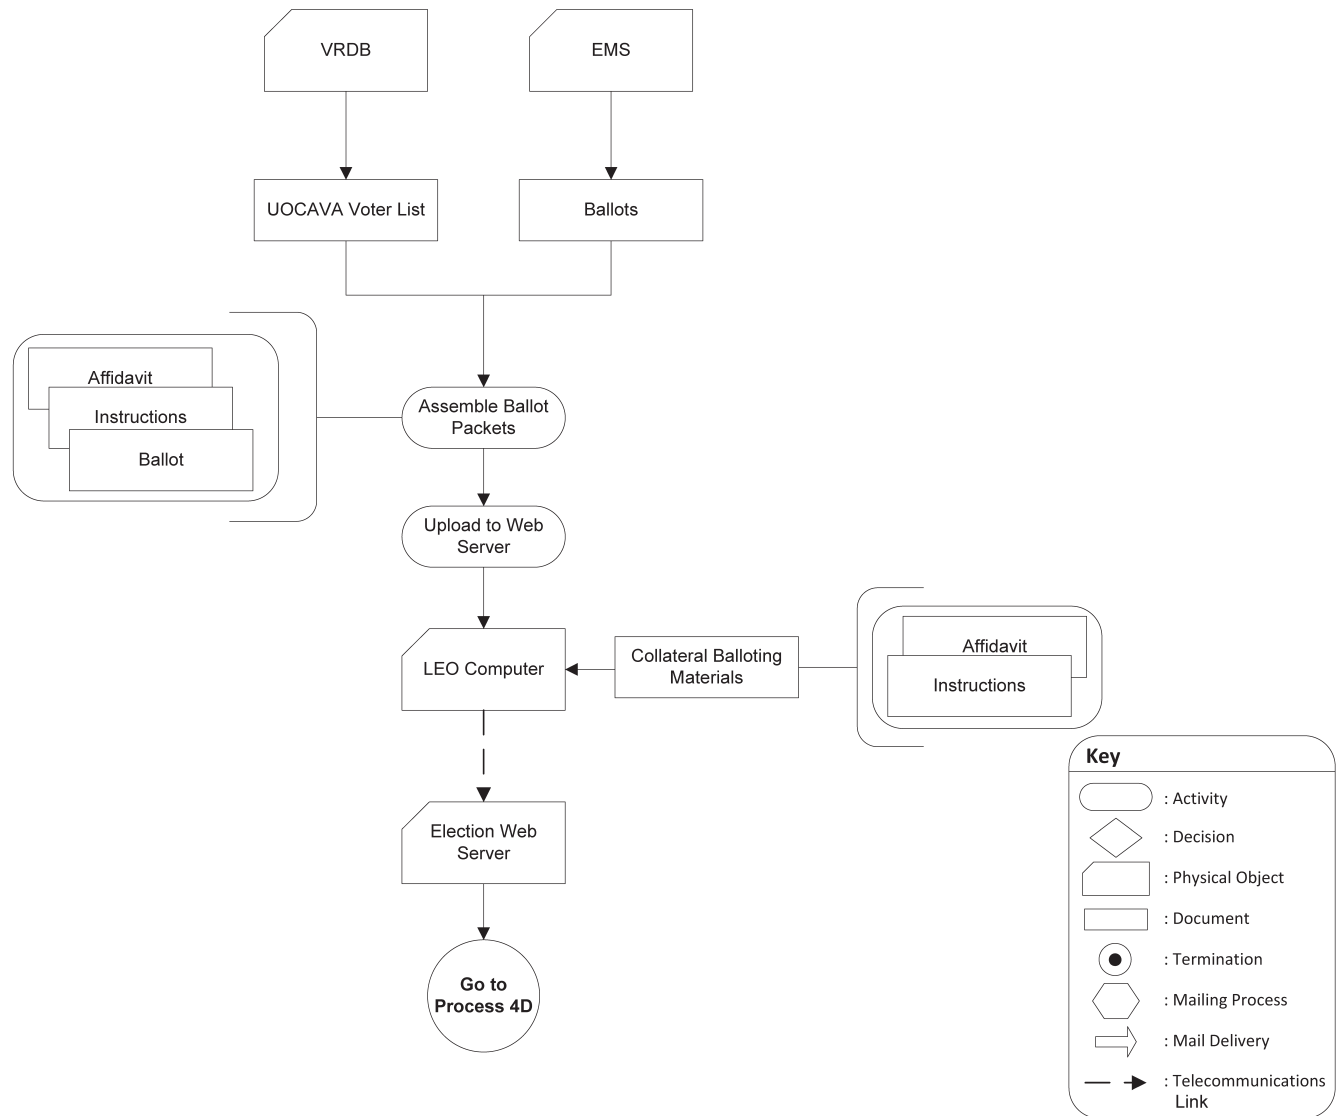 VRDB
EMS
UOCAVA Voter List
Ballots
Affidavit
Instructions
Ballot
Assemble Ballot
Packets
Upload to Web
Server
LEO Computer
Collateral Balloting
Materials
Affidavit
Instructions
Election Web
Server
Go to
Process 4D
Key
: Activity
: Decision
: Physical Object
: Document
: Termination
: Mailing Process
: Mail Delivery
: Telecommunications
Link